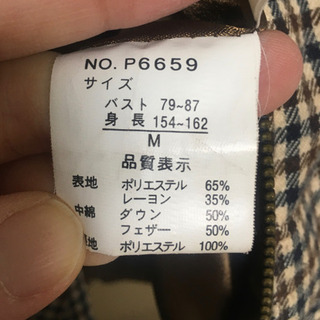 NO. P6659
サイズ
バスト 79~87
身長 154~162
M
品質表示
表地 ポリエステル 65%
レーヨン 35%
中綿 ダウン 50%
フェザー 50%
地 ポリエステル 100%